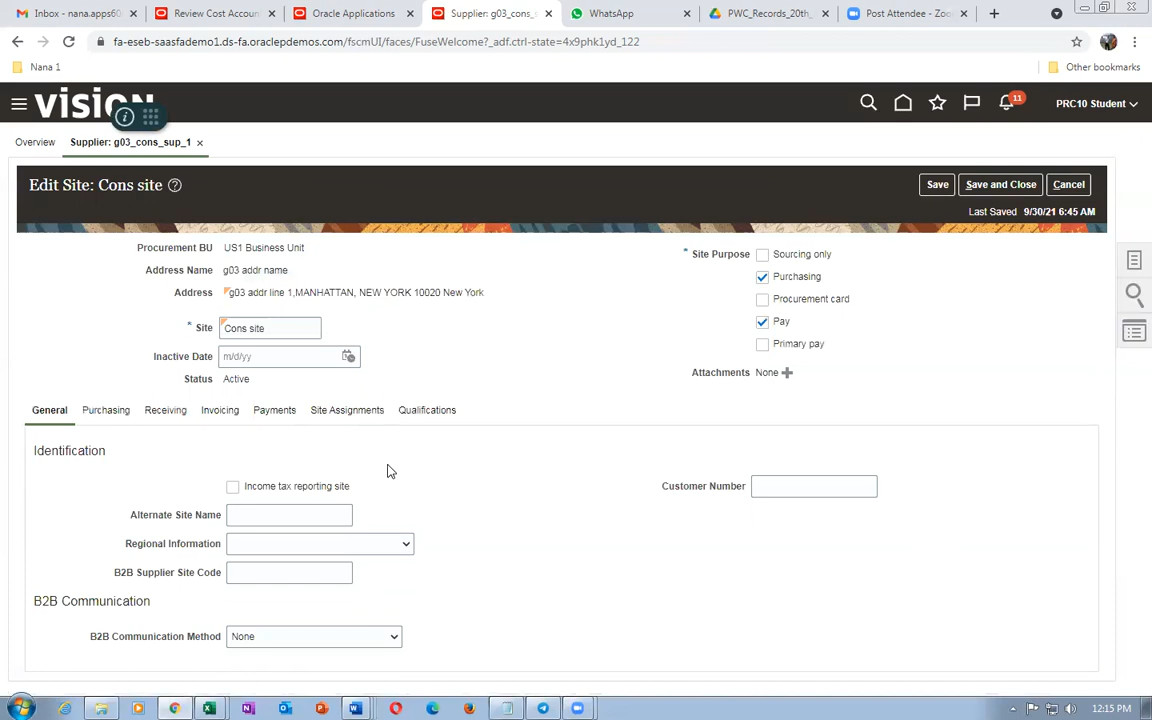 Inbox - nana.apps60
Review Cost Accoun
Oracle Applications
Supplier: g03_cons_s
WhatsApp
PWC_Records_20th_
Post Attendee - Zoo
fa-eseb-saasfademo1.ds-fa.oraclepdemos.com/fscmUI/faces/FuseWelcome?_adf.ctrl-state=4x9phk1yd_122
Nana 1
Other bookmarks
vision
11
PRC10 Student
Overview
Supplier: g03_cons_sup_1
Edit Site: Cons site
Save
Save and Close
Cancel
Last Saved 9/30/21 6:45 AM
Procurement BU US1 Business Unit
Address Name g03 addr name
Address g03 addr line 1,MANHATTAN, NEW YORK 10020 New York
* Site Cons site
Inactive Date m/d/yy
Status Active
* Site Purpose Sourcing only
Purchasing
Procurement card
Pay
Primary pay
Attachments None
General Purchasing Receiving Invoicing Payments Site Assignments Qualifications
Identification
Income tax reporting site
Customer Number
Alternate Site Name
Regional Information
B2B Supplier Site Code
B2B Communication
B2B Communication Method None
12:15 PM